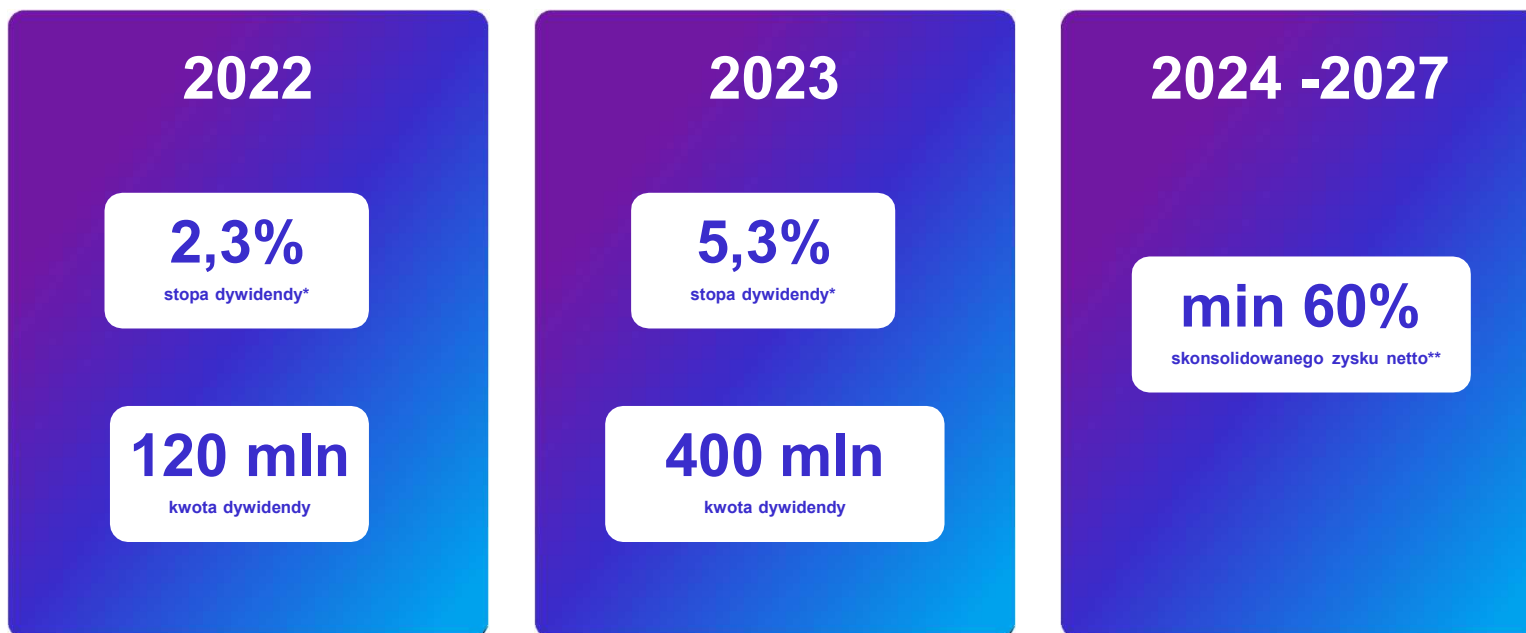 2022
2,3%
stopa dywidendy*
120 mln
kwota dywidendy
2023
5,3%
stopa dywidendy*
400 mln
kwota dywidendy
2024 -2027
min 60%
skonsolidowanego zysku netto**